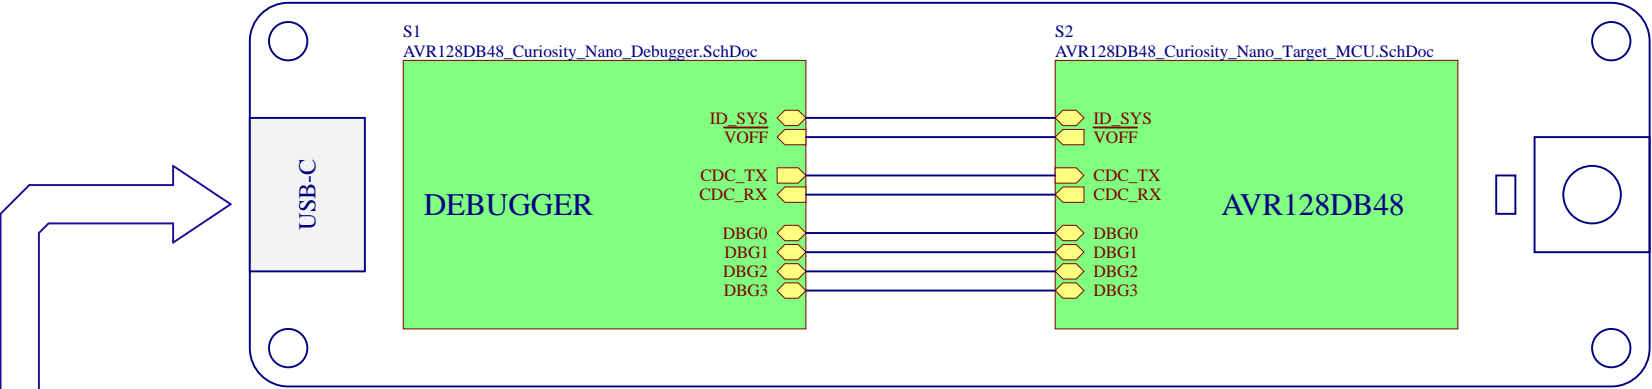 S1
AVR128DB48_Curiosity_Nano_Debugger.SchDoc
ID_SYS
VOFF
CDC_TX
CDC_RX
DEBUGGER
DBG0
DBG1
DBG2
DBG3
USB-C
S2
AVR128DB48_Curiosity_Nano_Target_MCU.SchDoc
ID_SYS
VOFF
CDC_TX
CDC_RX
AVR128DB48
DBG0
DBG1
DBG2
DBG3